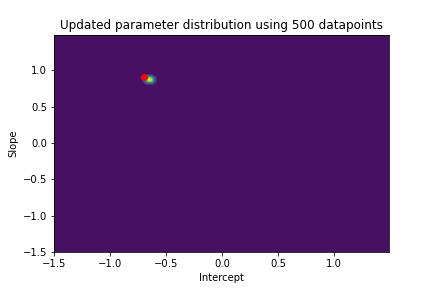 Updated parameter distribution using 500 datapoints
1.0
0.5
0.0
−0.5
−1.0
−1.5
Slope
−1.5 −1.0 −0.5 0.0 0.5 1.0
Intercept